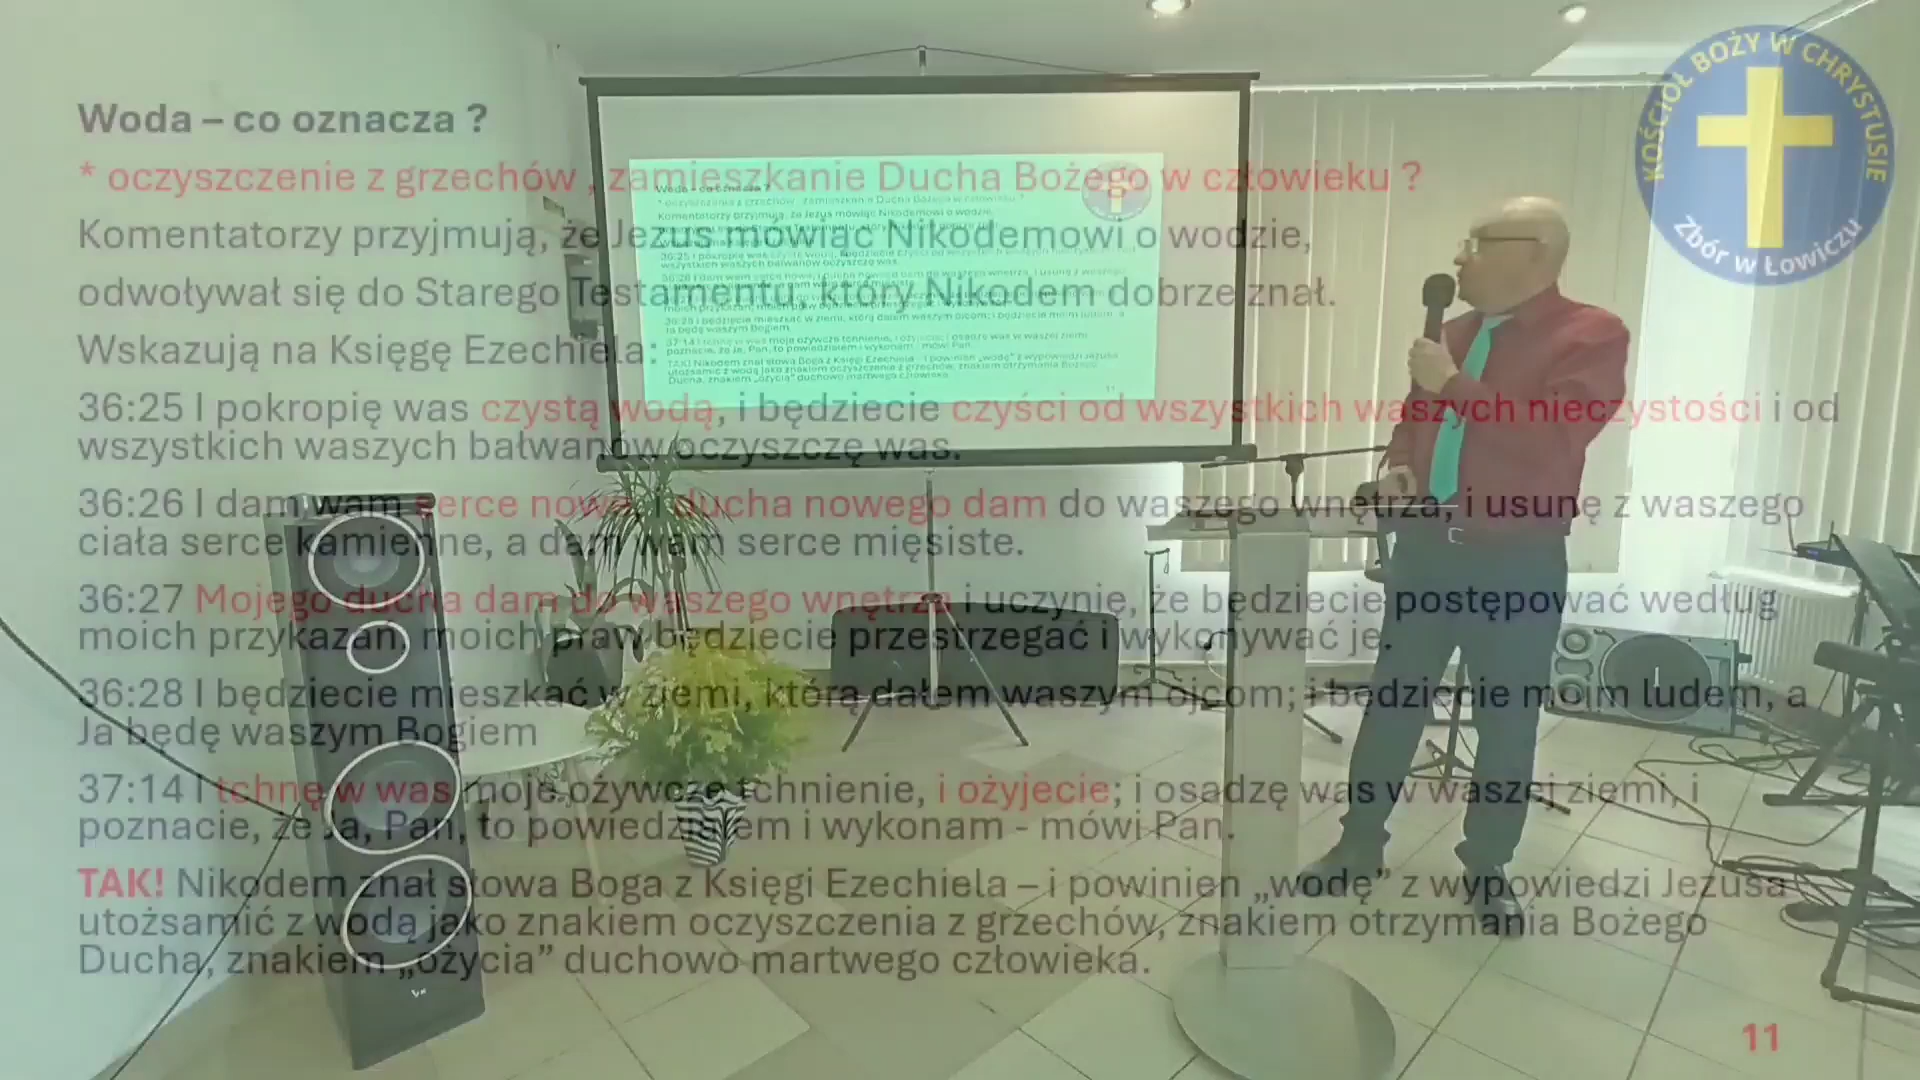 Woda – co oznacza ?
* oczyszczenie z grzechów , zamieszkanie Ducha Bożego w człowieku ?
Komentatorzy przyjmują, że Jezus mówiąc Nikodemowi o wodzie,
odwoływał się do Starego Testamentu, który Nikodem dobrze znał.
Wskazują na Księgę Ezechiela
36:25 I pokropię was czystą wodą, i będziecie czyści od wszystkich waszych nieczystości i od
wszystkich waszych bałwanów oczyszczę was.
36:26 I dam wam serce nowe, i ducha nowego dam do waszego wnętrza, i usunę z waszego
ciała serce kamienne, a dam wam serce mięsiste.
36:27 Mojego ducha dam do waszego wnętrza i uczynię, że będziecie postępować według
moich przykazań, moich praw będziecie przestrzegać i wykonywać je.
36:28 I będziecie mieszkać w ziemi, którą dałem waszym ojcom; i będziecie moim ludem, a
Ja będę waszym Bogiem
37:14 I tchnę w was moje ożywcze tchnienie, i ożyjecie; i osadzę was w waszej ziemi, i
poznacie, że Ja, Pan, to powiedziałem i wykonam - mówi Pan.
TAK! Nikodem znał słowa Boga z Księgi Ezechiela – i powinien „wodę” z wypowiedzi Jezusa
utożsamić z wodą jako znakiem oczyszczenia z grzechów, znakiem otrzymania Bożego
Ducha, znakiem „ożycia” duchowo martwego człowieka.
11
KOŚCIÓŁ BOŻY W CHRYSTUSIE
Zbór w Łowiczu